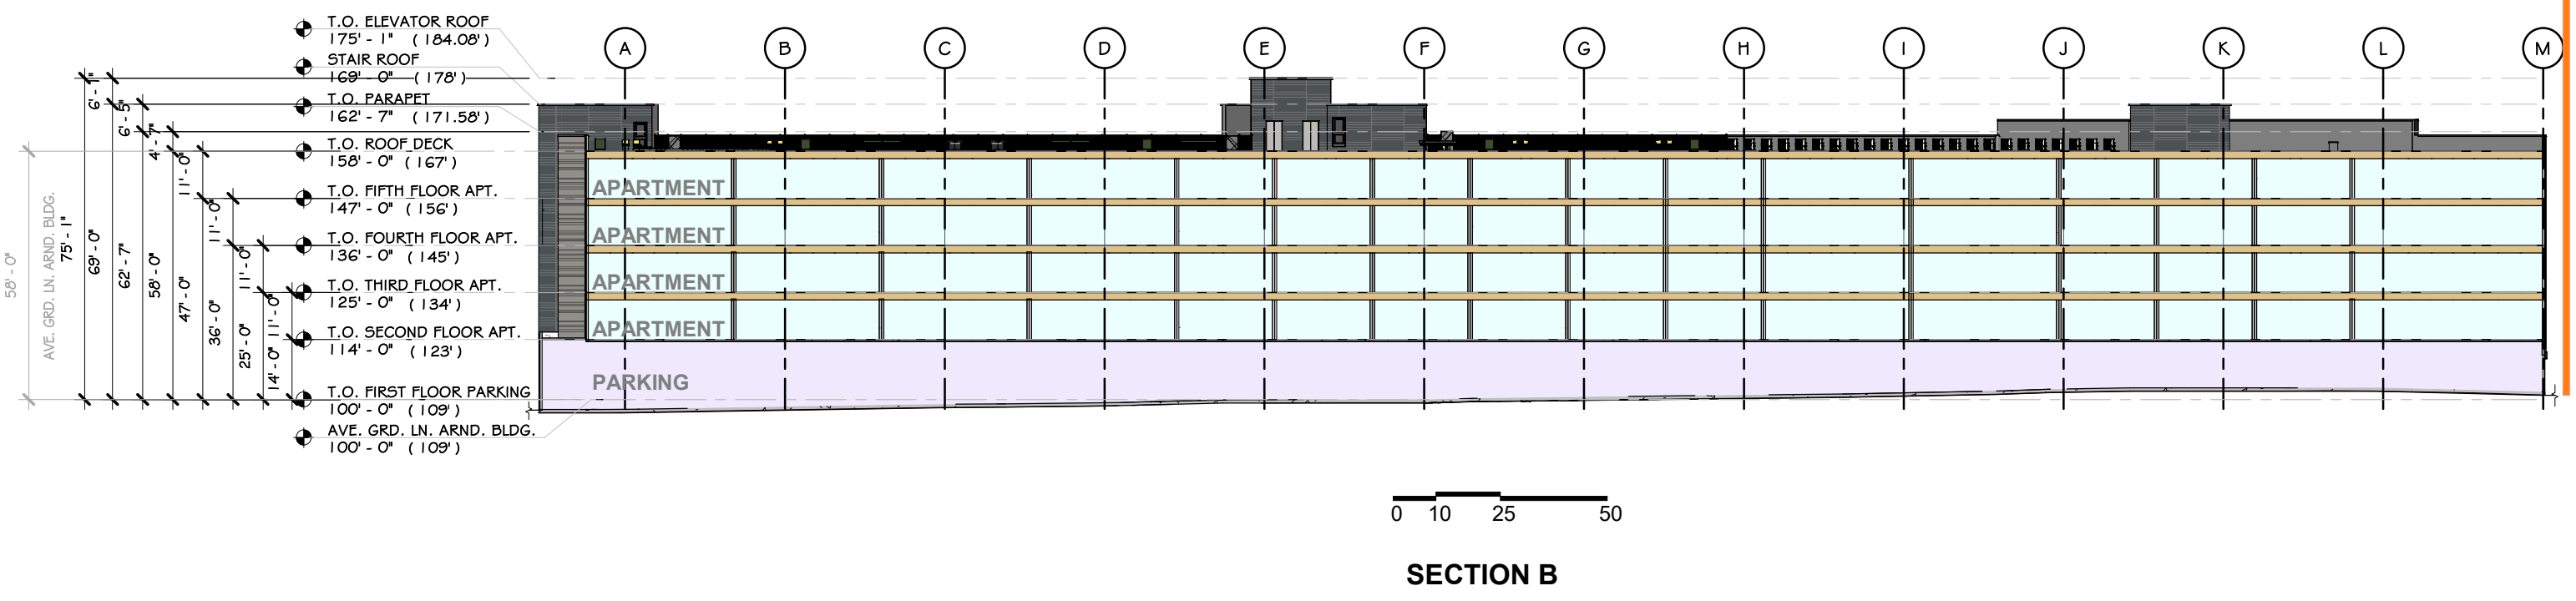 T.O. ELEVATOR ROOF
175' - 1" ( 184.08' )
STAIR ROOF
169' - 0" ( 178' )
T.O. PARAPET
162' - 7" ( 171.58' )
T.O. ROOF DECK
158' - 0" ( 167' )
T.O. FIFTH FLOOR APT.
147' - 0" ( 156' )
T.O. FOURTH FLOOR APT.
136' - 0" ( 145' )
T.O. THIRD FLOOR APT.
125' - 0" ( 134' )
T.O. SECOND FLOOR APT.
114' - 0" ( 123' )
T.O. FIRST FLOOR PARKING
100' - 0" ( 109' )
AVE. GRD. LN. ARND. BLDG.
100' - 0" ( 109' )
58' - 0"
AVE. GRD. LN. ARND. BLDG.
75' - 1"
6' - 1"
69' - 0"
6' - 5"
62' - 7"
4' - 7"
58' - 0"
11' - 0"
47' - 0"
11' - 0"
36' - 0"
11' - 0"
25' - 0"
11' - 0"
14' - 0"
A B C D E F G H I J K L M
APARTMENT
APARTMENT
APARTMENT
APARTMENT
PARKING
0 10 25 50
SECTION B